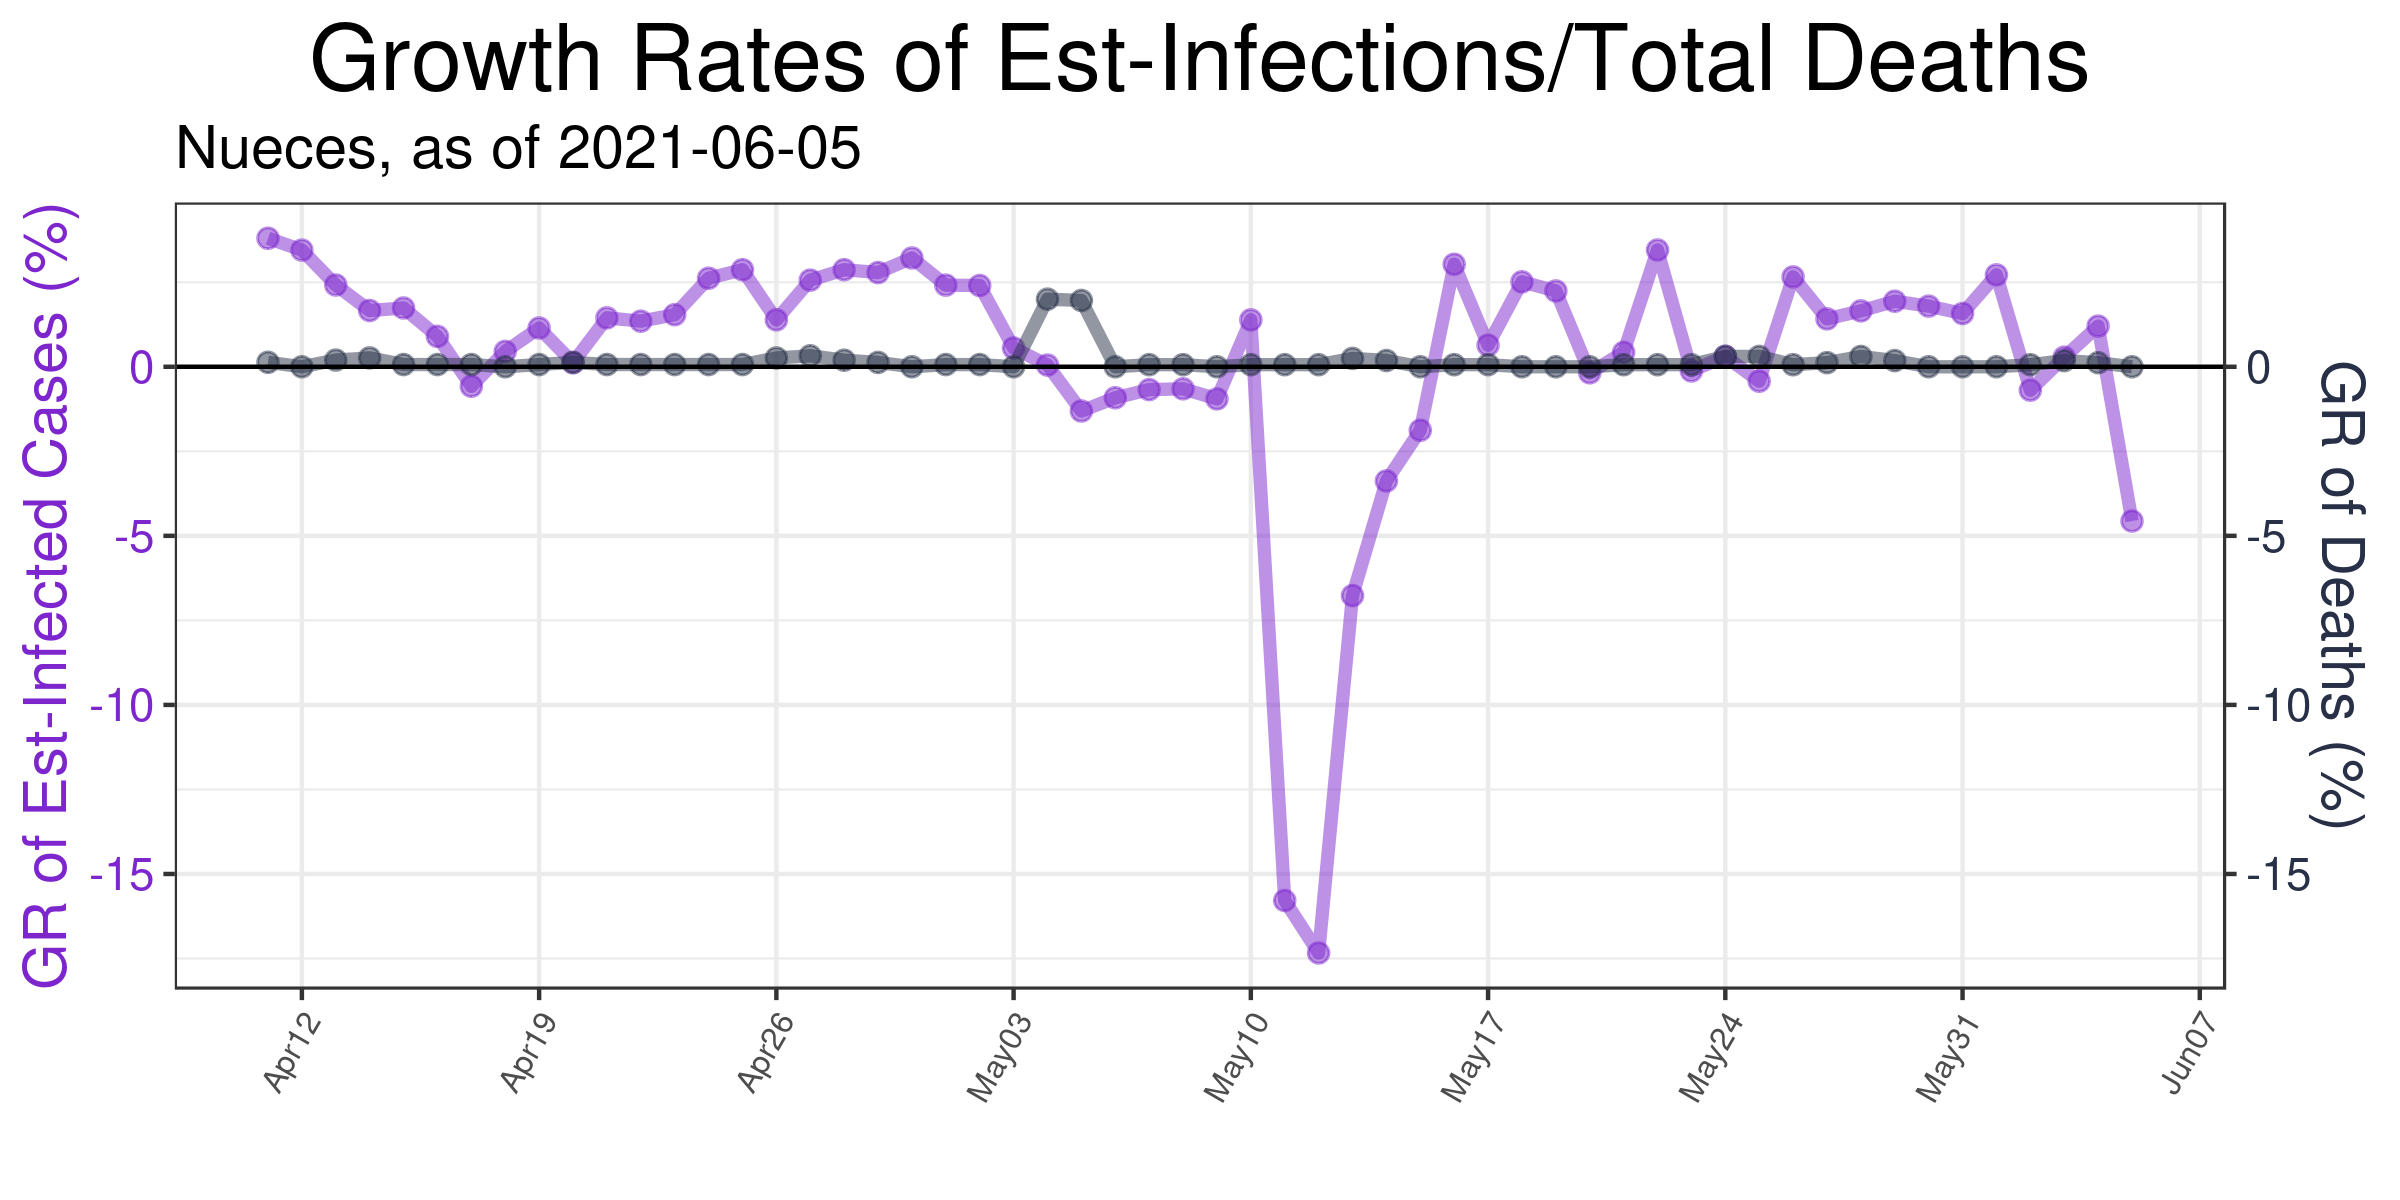 Growth Rates of Est-Infections/Total Deaths
Nueces, as of 2021-06-05
GR of Est-Infected Cases (%)
0
-5
-10
-15
0
-5
-10
-15
GR of Deaths (%)
Apr12
Apr19
Apr26
May03
May10
May17
May24
May31
Jun07